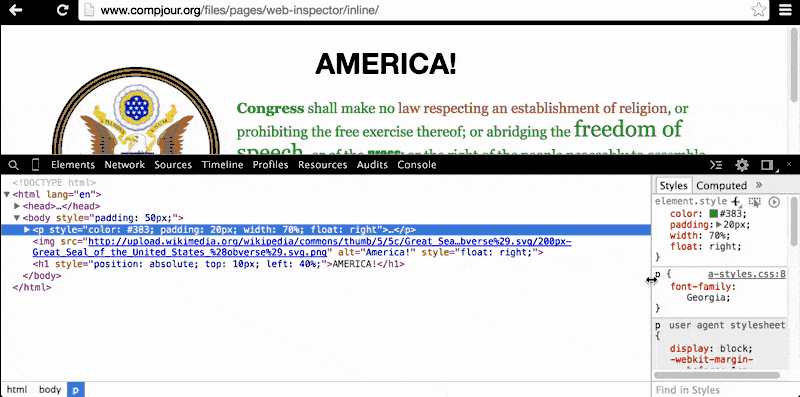 www.compjour.org/files/pages/web-inspector/inline/
AMERICA!
Congress shall make no law respecting an establishment of religion, or
prohibiting the free exercise thereof; or abridging the freedom of
speech, or of the press; or the right of the people peaceably to assemble,
Elements Network Sources Timeline Profiles Resources Audits Console
<!DOCTYPE html>
<html lang="en">
<head>…</head>
<body style="padding: 50px;">
<p style="color: #383; padding: 20px; width: 70%; float: right">…</p>
<img src="http://upload.wikimedia.org/wikipedia/commons/thumb/5/5c/Great_Sea…bverse%29.svg/200px-
Great_Seal_of_the_United_States_%28obverse%29.svg.png" alt="America!" style="float: right;">
<h1 style="position: absolute; top: 10px; left: 40%;">AMERICA!</h1>
</body>
</html>
html body p
Styles Computed »
element.style {
color: #383;
padding: 20px;
width: 70%;
float: right;
}
p { a-styles.css:8
font-family:
Georgia;
}
p user agent stylesheet
{
display: block;
-webkit-margin-
Find in Styles